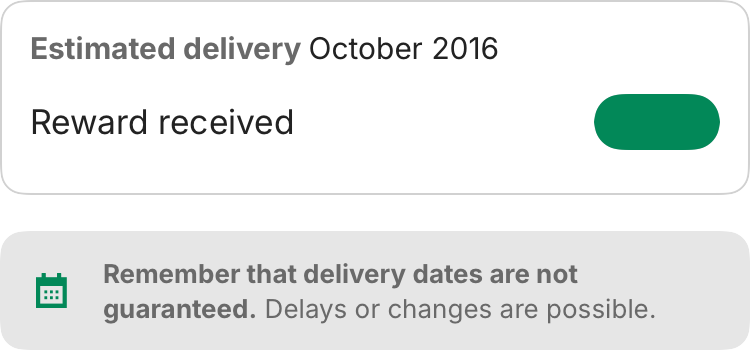 Estimated delivery October 2016
Reward received
Remember that delivery dates are not
guaranteed. Delays or changes are possible.